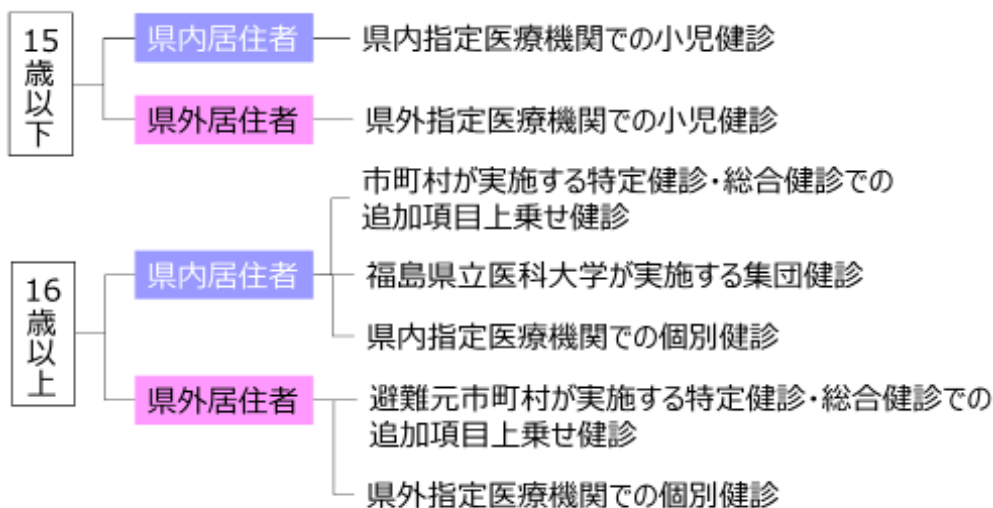 15歳以下
県内居住者
県内指定医療機関での小児健診
県外居住者
県外指定医療機関での小児健診
16歳以上
県内居住者
市町村が実施する特定健診・総合健診での
追加項目上乗せ健診
福島県立医科大学が実施する集団健診
県内指定医療機関での個別健診
県外居住者
避難元市町村が実施する特定健診・総合健診での
追加項目上乗せ健診
県外指定医療機関での個別健診